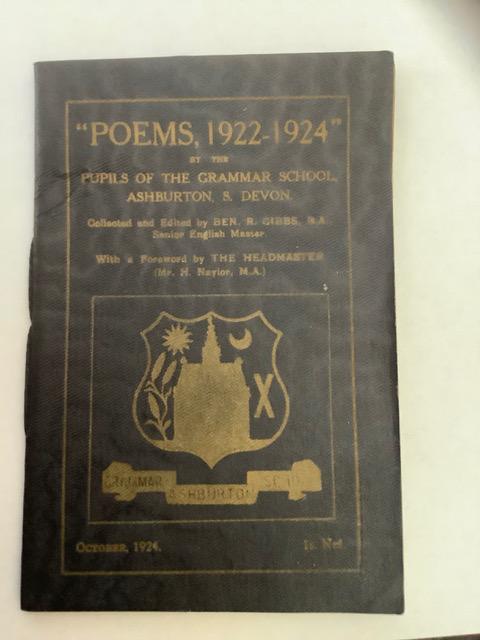 "POEMS, 1922-1924"
BY THE
PUPILS OF THE GRAMMAR SCHOOL,
ASHBURTON, S. DEVON.
Collected and Edited by BEN. R. GIBBS, B.A.
Senior English Master.
With a Foreword by THE HEADMASTER
(Mr. H. Naylor, M.A.)
GRAMMAR
ASHBURTON
OCTOBER, 1924.
1s. Net.